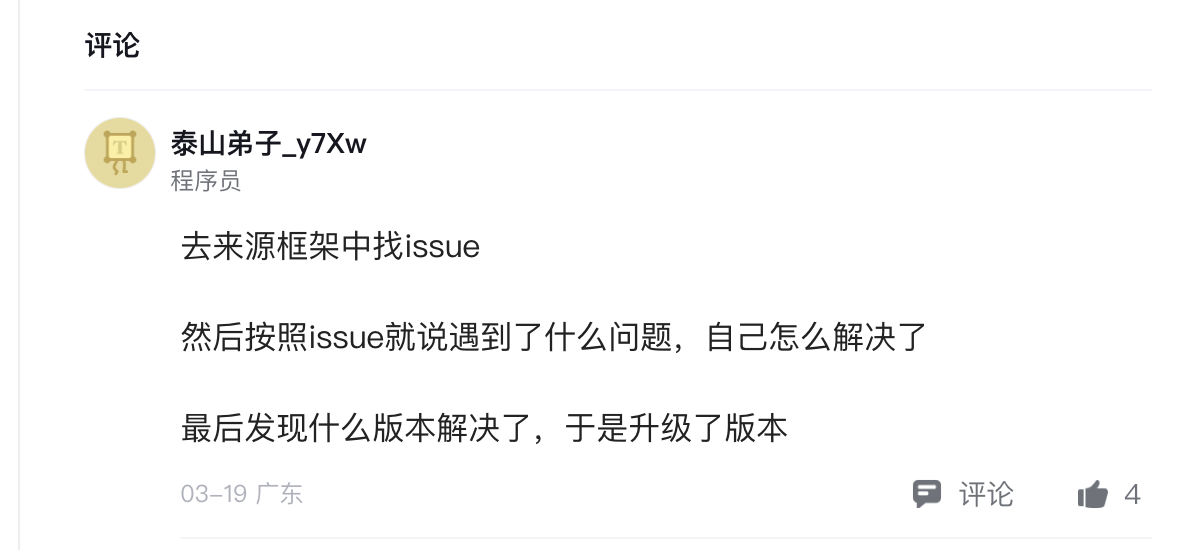 评论
泰山弟子_y7Xw
程序员
去来源框架中找issue
然后按照issue就说遇到了什么问题，自己怎么解决了
最后发现什么版本解决了，于是升级了版本
03-19 广东
评论
4